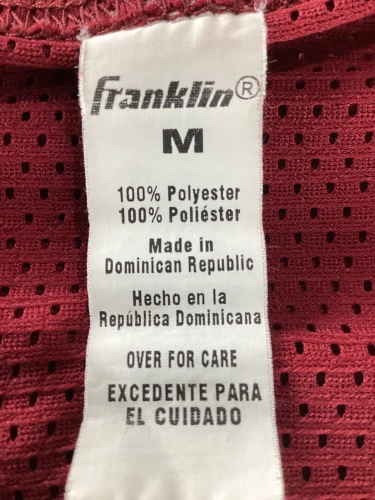 Franklin®
M
100% Polyester
100% Poliéster
Made in
Dominican Republic
Hecho en la
República Dominicana
OVER FOR CARE
EXCEDENTE PARA
EL CUIDADO